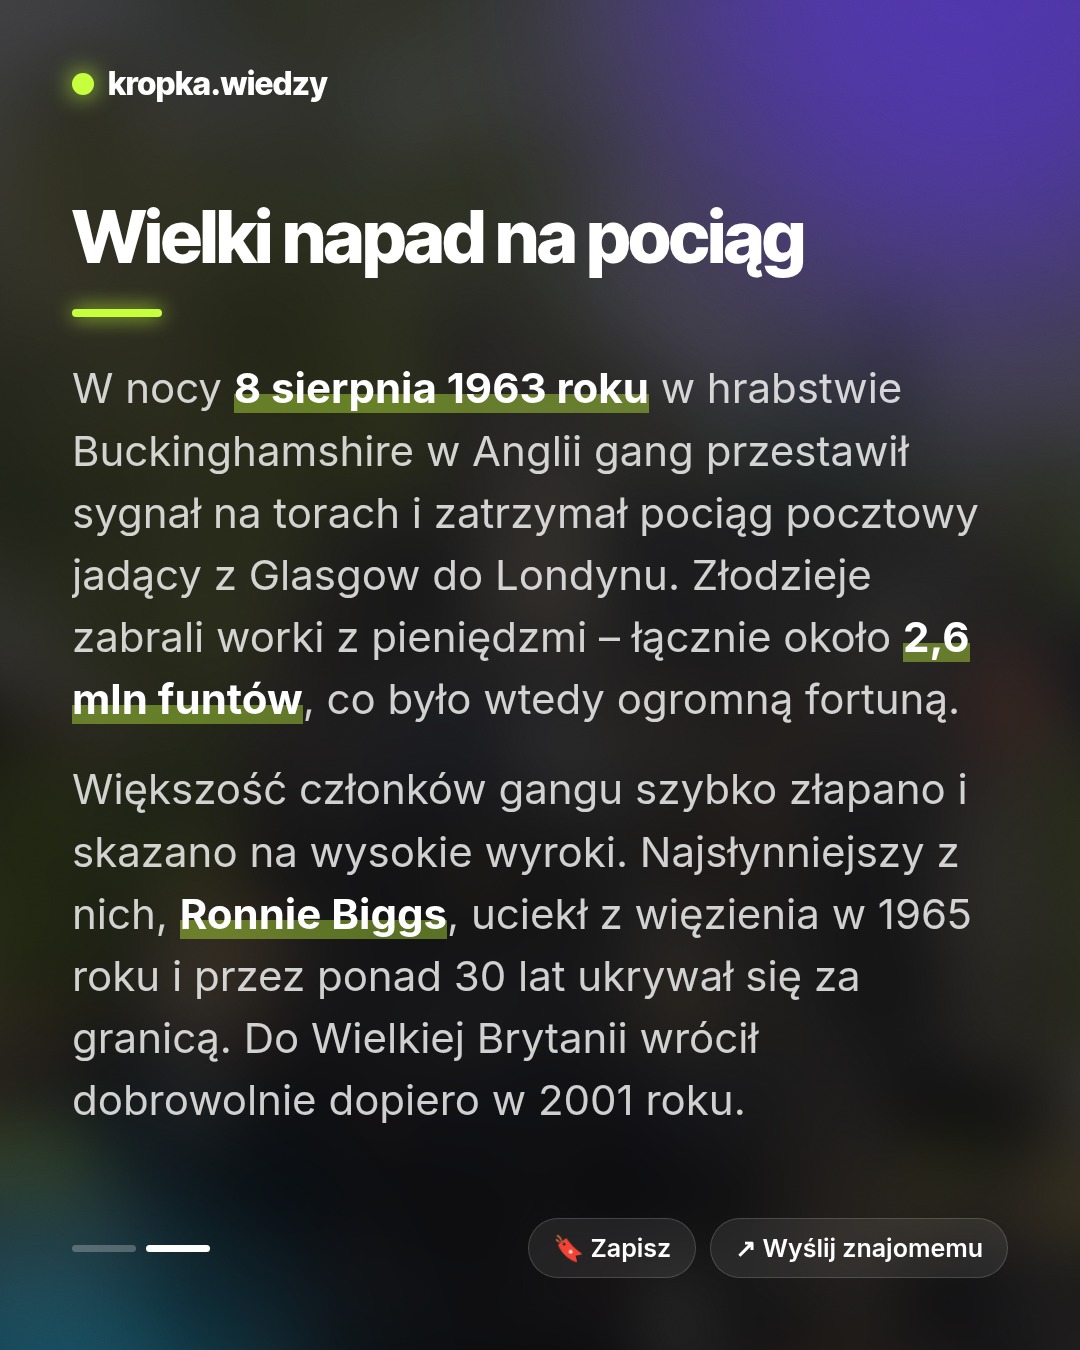 kropka.wiedzy
Wielki napad na pociąg
W nocy 8 sierpnia 1963 roku w hrabstwie
Buckinghamshire w Anglii gang przestawił
sygnał na torach i zatrzymał pociąg pocztowy
jadący z Glasgow do Londynu. Złodzieje
zabrali worki z pieniędzmi – łącznie około 2,6
mln funtów, co było wtedy ogromną fortuną.
Większość członków gangu szybko złapano i
skazano na wysokie wyroki. Najsłynniejszy z
nich, Ronnie Biggs, uciekł z więzienia w 1965
roku i przez ponad 30 lat ukrywał się za
granicą. Do Wielkiej Brytanii wrócił
dobrowolnie dopiero w 2001 roku.
🔖 Zapisz
↗ Wyślij znajomemu